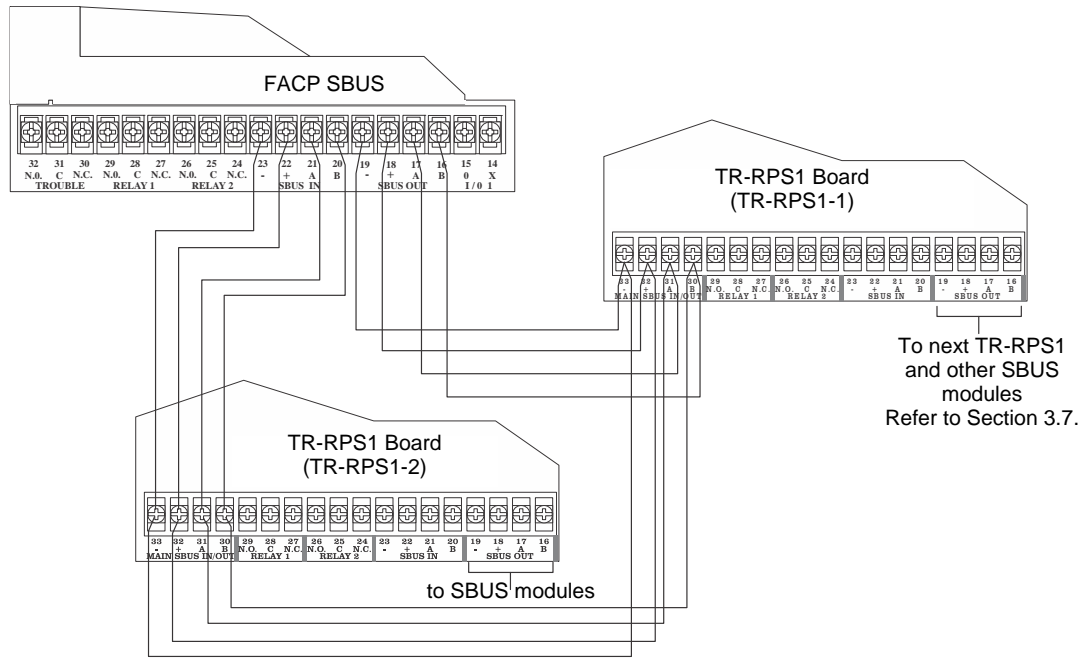 FACP SBUS
32 31 30 29 28 27 26 25 24 23 22 21 20 19 18 17 16 15 14
N.0. C N.C. N.0. C N.C. N.0. C N.C. - + A B - + A B 0 X
TROUBLE RELAY 1 RELAY 2 SBUS IN SBUS OUT I/0 1
TR-RPS1 Board
(TR-RPS1-1)
33 32 31 30 29 28 27 26 25 24 23 22 21 20 19 18 17 16
- + A B N.O. C N.C. N.O. C N.C. - + A B - + A B
MAIN SBUS IN/OUT RELAY 1 RELAY 2 SBUS IN SBUS OUT
To next TR-RPS1
and other SBUS
modules
Refer to Section 3.7.
TR-RPS1 Board
(TR-RPS1-2)
33 32 31 30 29 28 27 26 25 24 23 22 21 20 19 18 17 16
- + A B N.O. C N.C. N.O. C N.C. - + A B - + A B
MAIN SBUS IN/OUT RELAY 1 RELAY 2 SBUS IN SBUS OUT
to SBUS modules